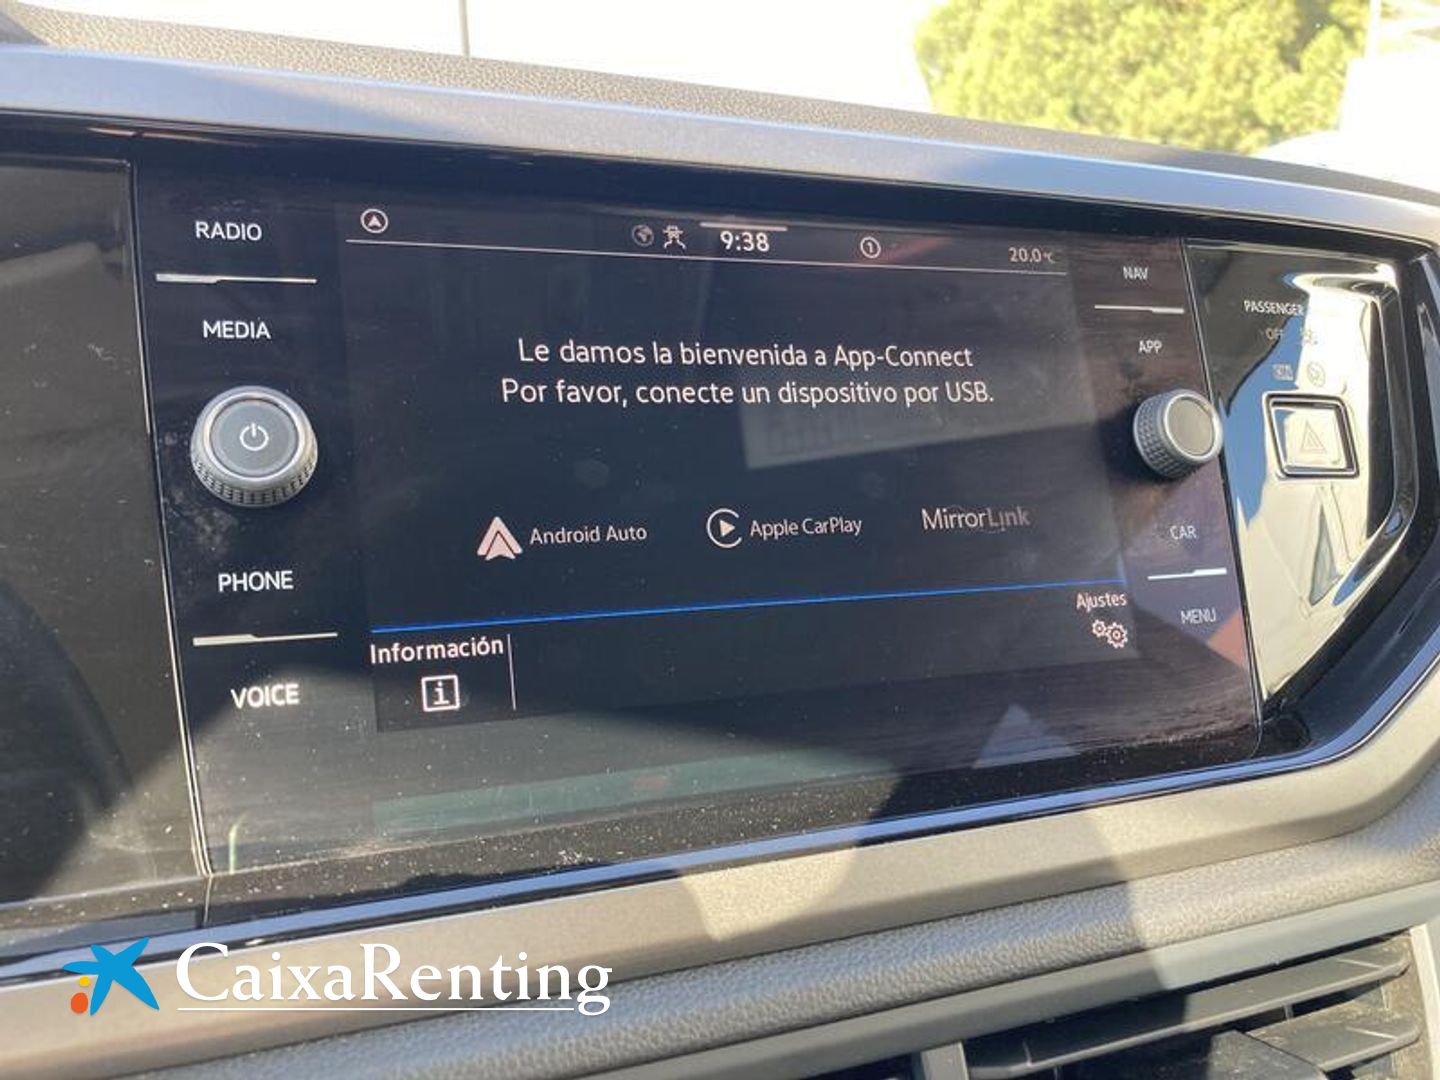 RADIO
MEDIA
PHONE
VOICE
9:38
1
20.0°C
Le damos la bienvenida a App-Connect
Por favor, conecte un dispositivo por USB.
Android Auto
Apple CarPlay
MirrorLink
Información
i
Ajustes
NAV
APP
CAR
MENU
PASSENGER
CaixaRenting